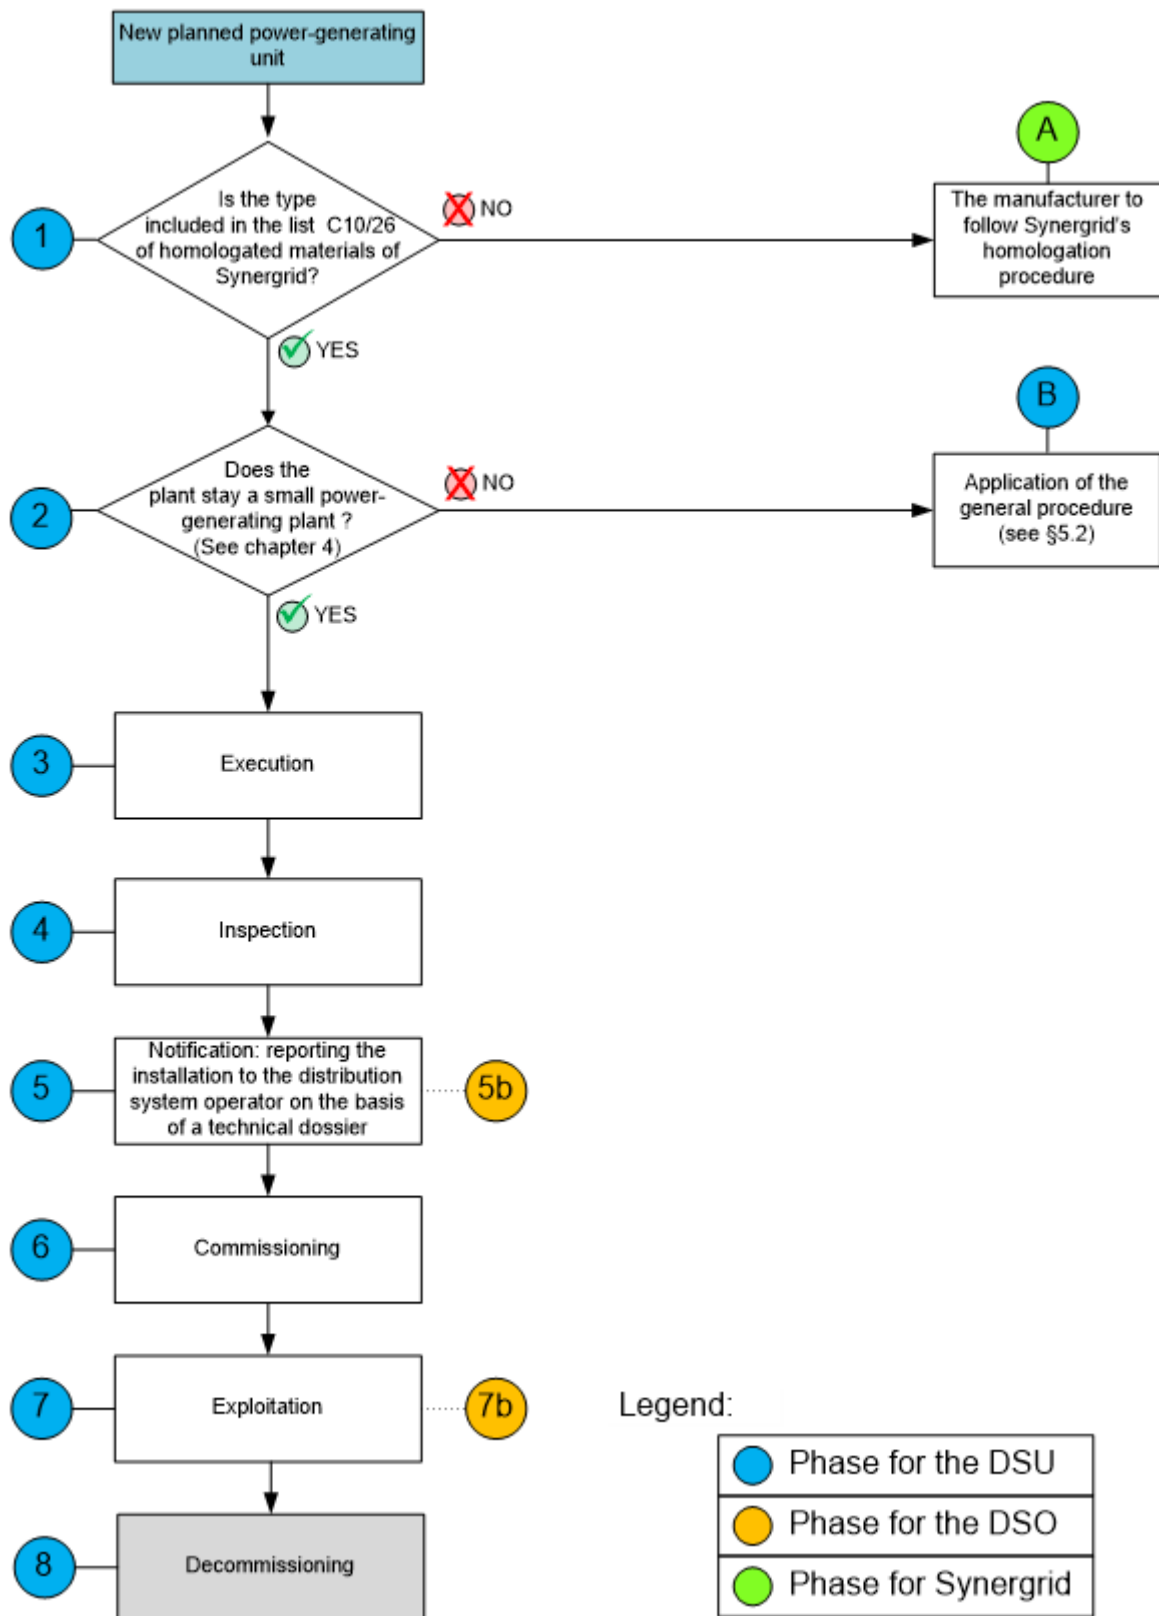 New planned power-generating
unit
A
Is the type
included in the list C10/26
of homologated materials of
Synergrid?
1
NO
The manufacturer to
follow Synergrid's
homologation
procedure
YES
B
Does the
plant stay a small power-
generating plant ?
(See chapter 4)
2
NO
Application of the
general procedure
(see §5.2)
YES
3
Execution
4
Inspection
5
Notification: reporting the
installation to the distribution
system operator on the basis
of a technical dossier
5b
6
Commissioning
7
Exploitation
7b
Legend:
Phase for the DSU
Phase for the DSO
Phase for Synergrid
8
Decommissioning